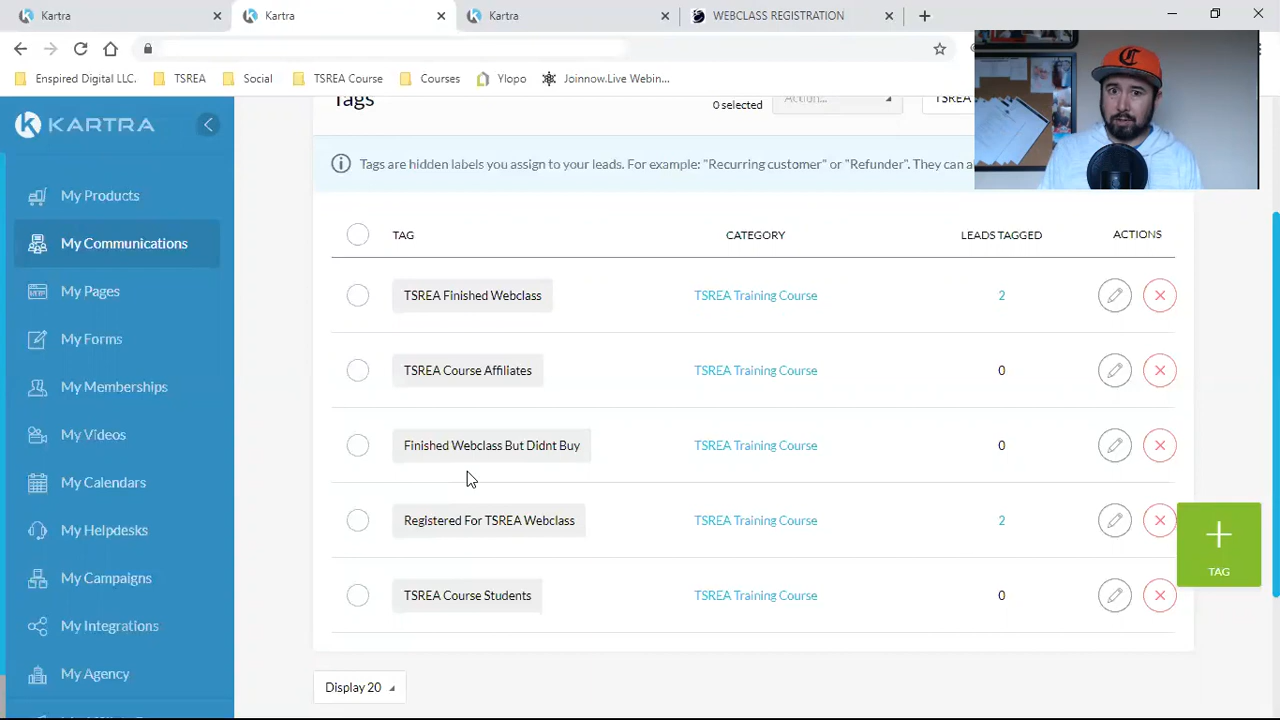 Kartra
Kartra
Kartra
WEBCLASS REGISTRATION
Enspired Digital LLC.
TSREA
Social
TSREA Course
Courses
Ylopo
Joinnow.Live Webin...
KARTRA
My Products
My Communications
My Pages
My Forms
My Memberships
My Videos
My Calendars
My Helpdesks
My Campaigns
My Integrations
My Agency
Tags
0 selected
Action...
TSREA
Tags are hidden labels you assign to your leads. For example: "Recurring customer" or "Refunder". They can al
TAG CATEGORY LEADS TAGGED ACTIONS
TSREA Finished Webclass TSREA Training Course 2
TSREA Course Affiliates TSREA Training Course 0
Finished Webclass But Didnt Buy TSREA Training Course 0
Registered For TSREA Webclass TSREA Training Course 2
TSREA Course Students TSREA Training Course 0
TAG
Display 20